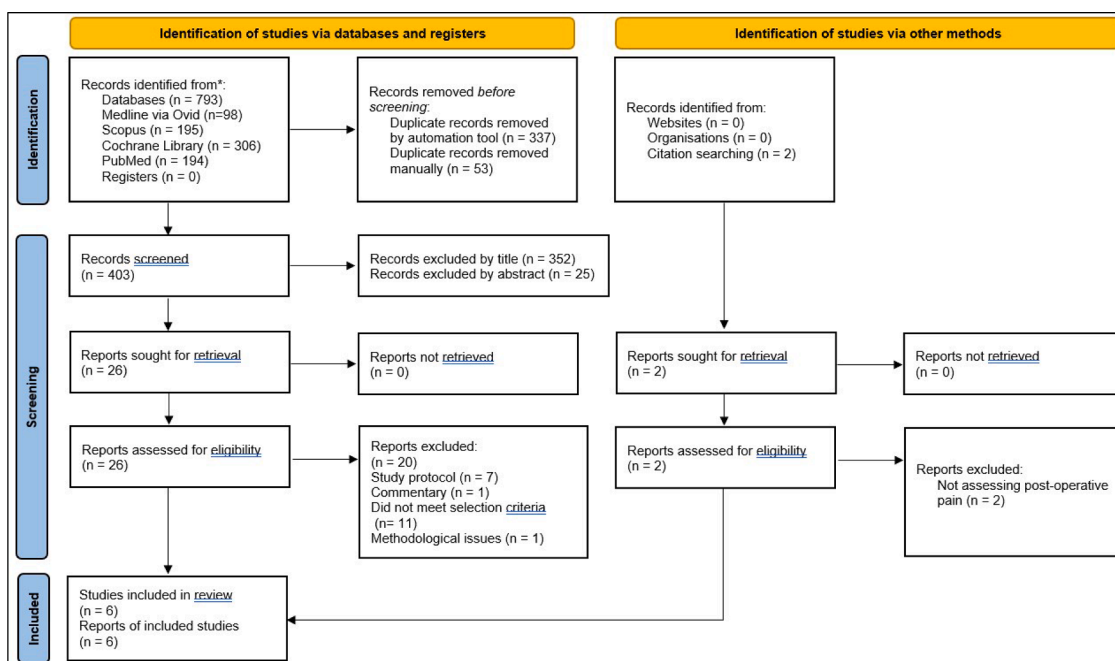 Identification of studies via databases and registers
Identification of studies via other methods
Identification
Records identified from*:
Databases (n = 793)
Medline via Ovid (n=98)
Scopus (n = 195)
Cochrane Library (n = 306)
PubMed (n = 194)
Registers (n = 0)
Records removed before
screening:
Duplicate records removed
by automation tool (n = 337)
Duplicate records removed
manually (n = 53)
Records identified from:
Websites (n = 0)
Organisations (n = 0)
Citation searching (n = 2)
Screening
Records screened
(n = 403)
Records excluded by title (n = 352)
Records excluded by abstract (n = 25)
Reports sought for retrieval
(n = 26)
Reports not retrieved
(n = 0)
Reports sought for retrieval
(n = 2)
Reports not retrieved
(n = 0)
Reports assessed for eligibility
(n = 26)
Reports excluded:
(n = 20)
Study protocol (n = 7)
Commentary (n = 1)
Did not meet selection criteria
(n= 11)
Methodological issues (n = 1)
Reports assessed for eligibility
(n = 2)
Reports excluded:
Not assessing post-operative
pain (n = 2)
Included
Studies included in review
(n = 6)
Reports of included studies
(n = 6)